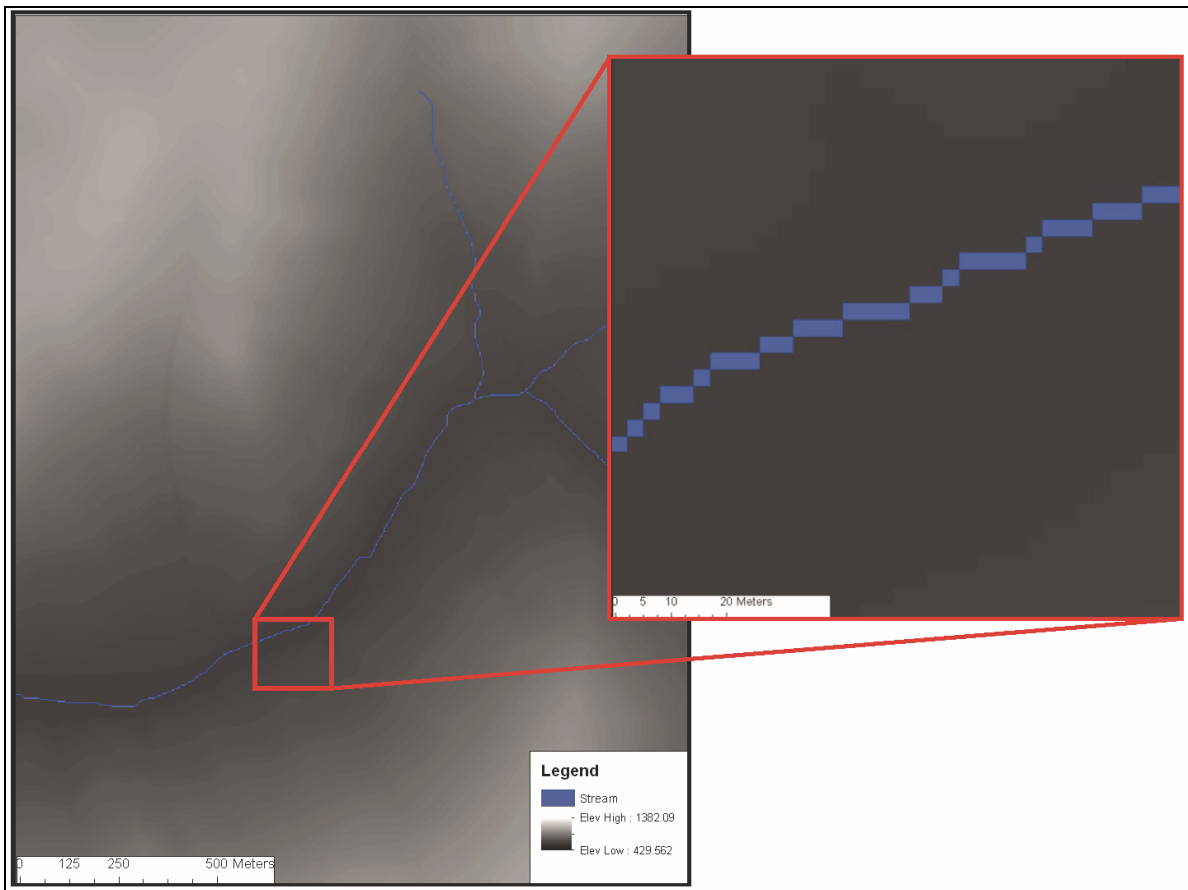 0 5 10 20 Meters
Legend
Stream
Elev High : 1382.09
Elev Low : 429.562
0 125 250 500 Meters